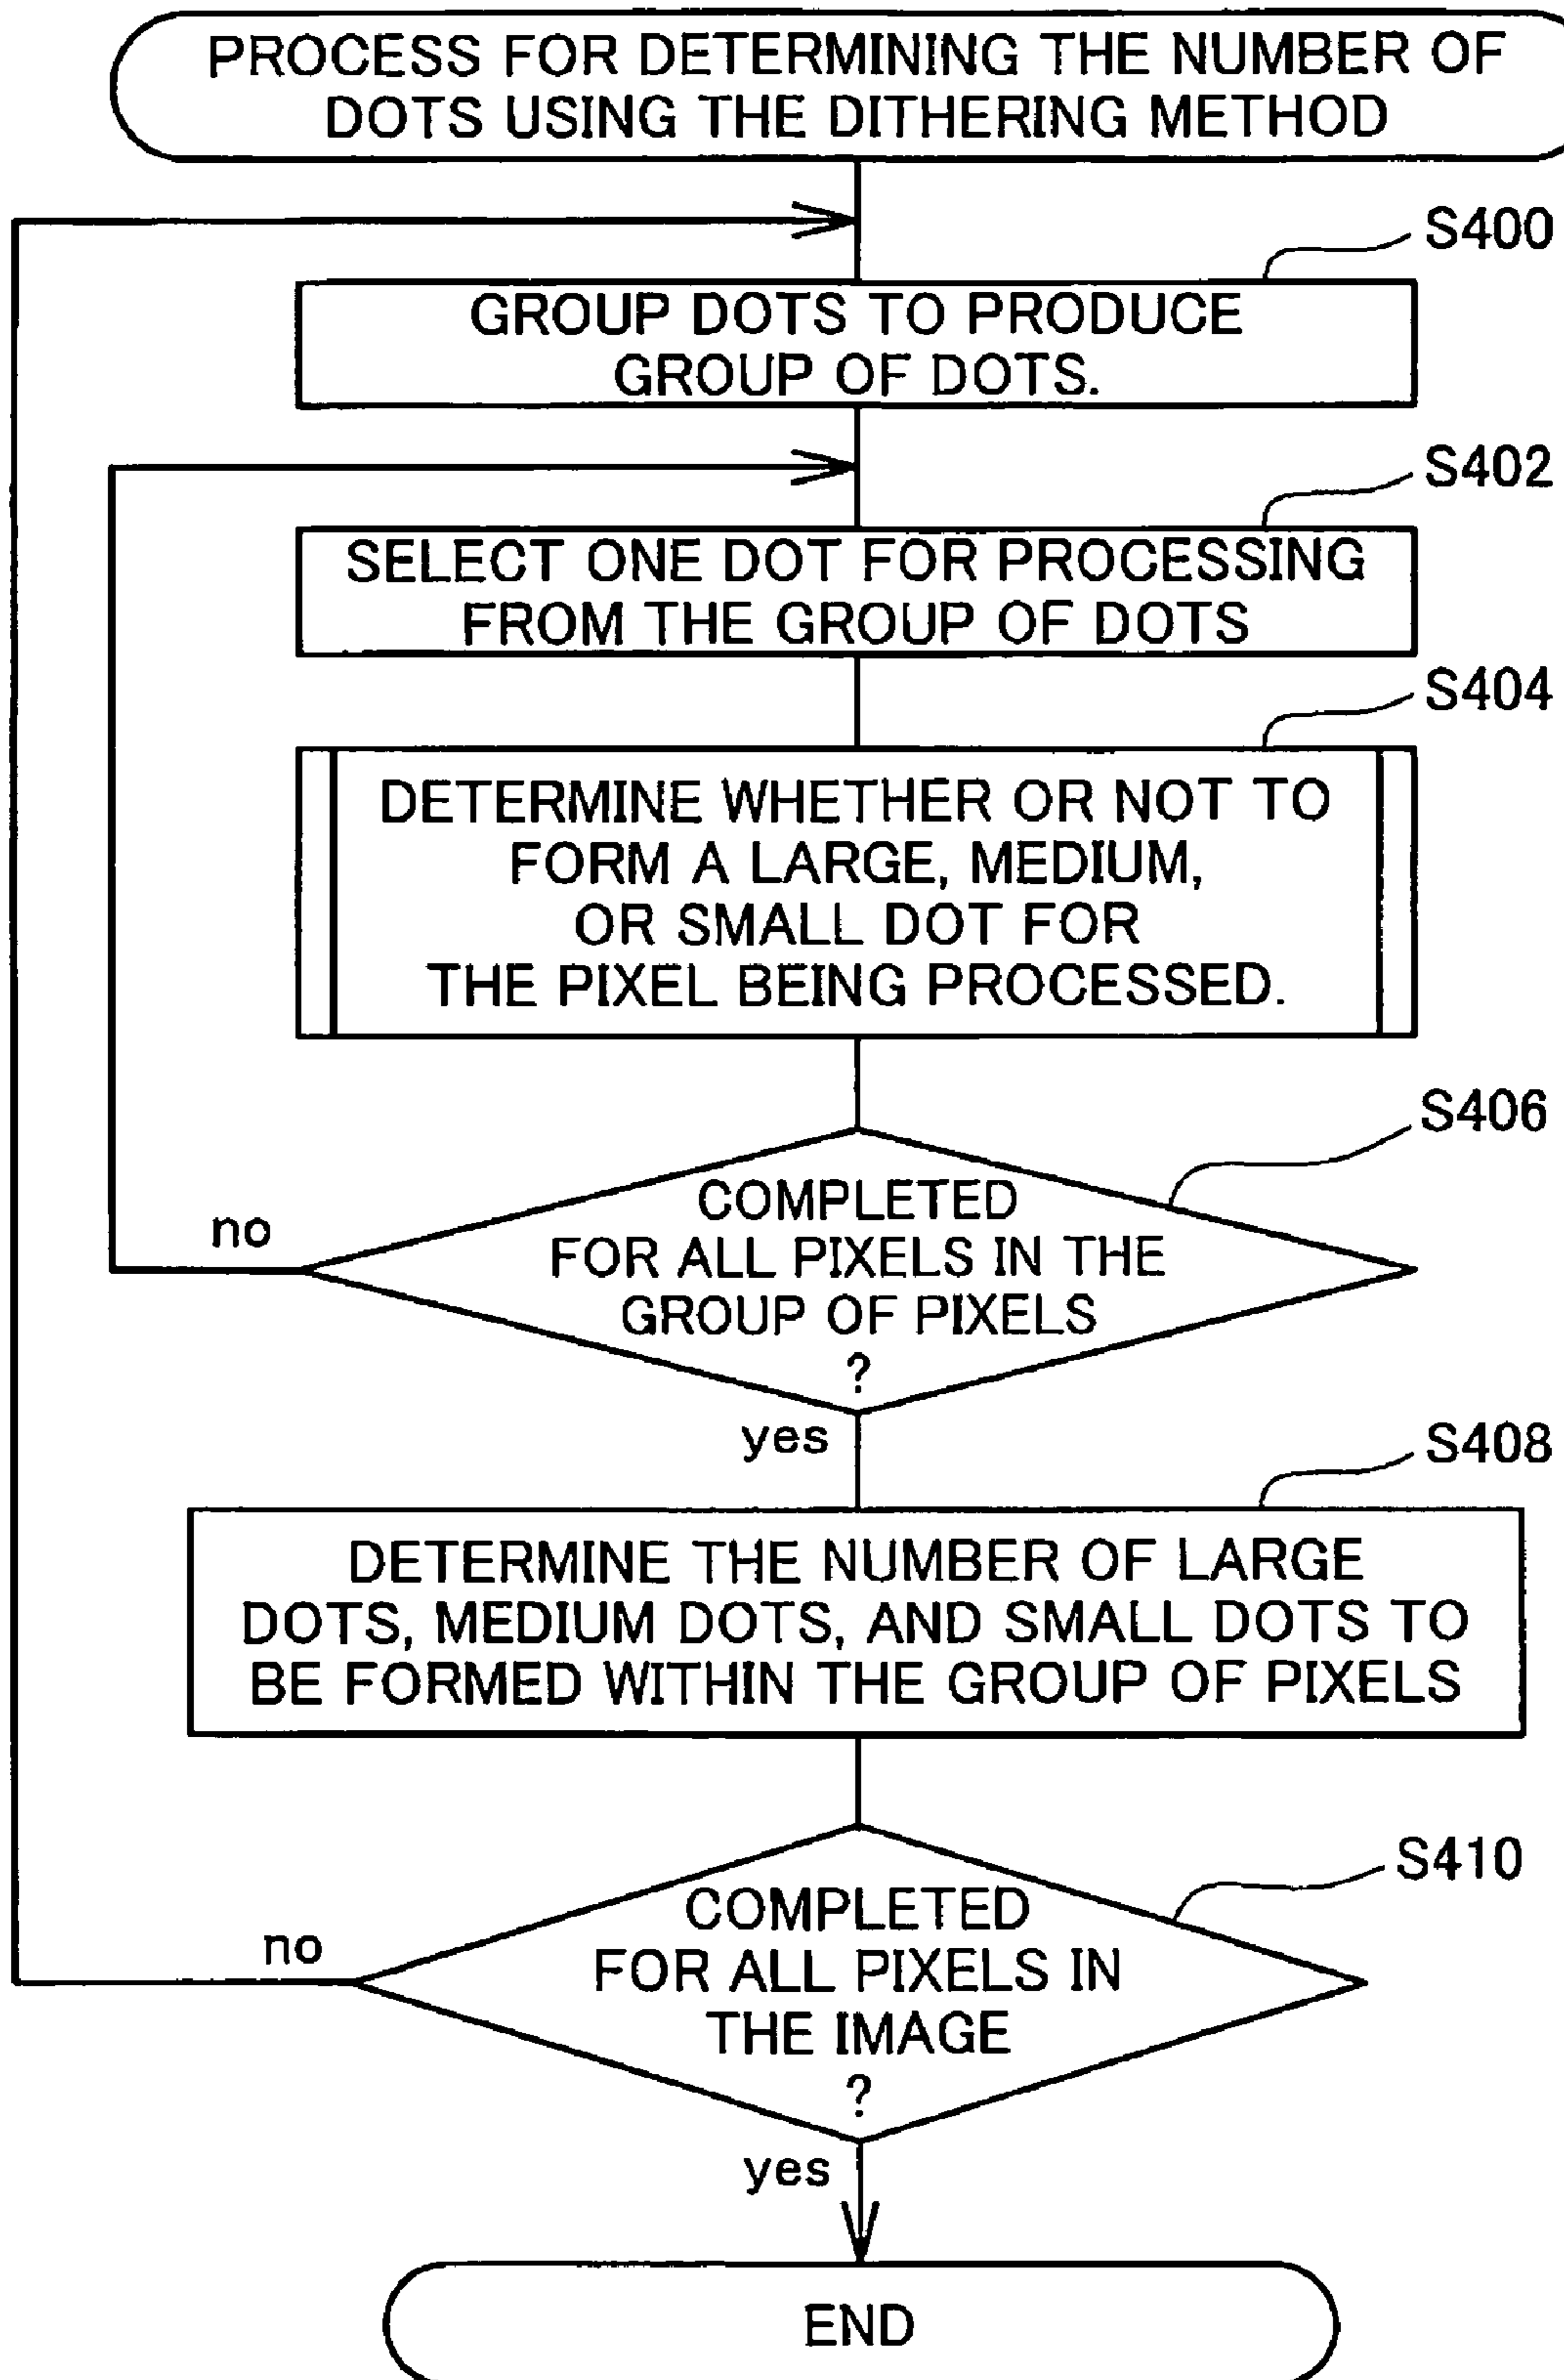 PROCESS FOR DETERMINING THE NUMBER OF
DOTS USING THE DITHERING METHOD
S400
GROUP DOTS TO PRODUCE
GROUP OF DOTS.
S402
SELECT ONE DOT FOR PROCESSING
FROM THE GROUP OF DOTS
S404
DETERMINE WHETHER OR NOT TO
FORM A LARGE, MEDIUM,
OR SMALL DOT FOR
THE PIXEL BEING PROCESSED.
S406
COMPLETED
FOR ALL PIXELS IN THE
GROUP OF PIXELS
?
no
yes
S408
DETERMINE THE NUMBER OF LARGE
DOTS, MEDIUM DOTS, AND SMALL DOTS TO
BE FORMED WITHIN THE GROUP OF PIXELS
S410
COMPLETED
FOR ALL PIXELS IN
THE IMAGE
?
no
yes
END